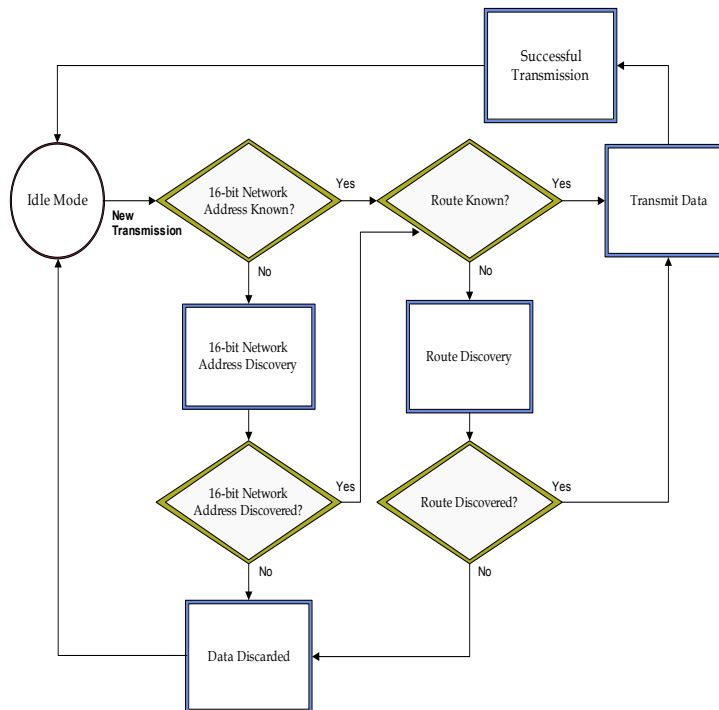 Successful
Transmission
Idle Mode
New
Transmission
16-bit Network
Address Known?
Yes
Route Known?
Yes
Transmit Data
No
No
16-bit Network
Address Discovery
Route Discovery
16-bit Network
Address Discovered?
Yes
Route Discovered?
Yes
No
No
Data Discarded